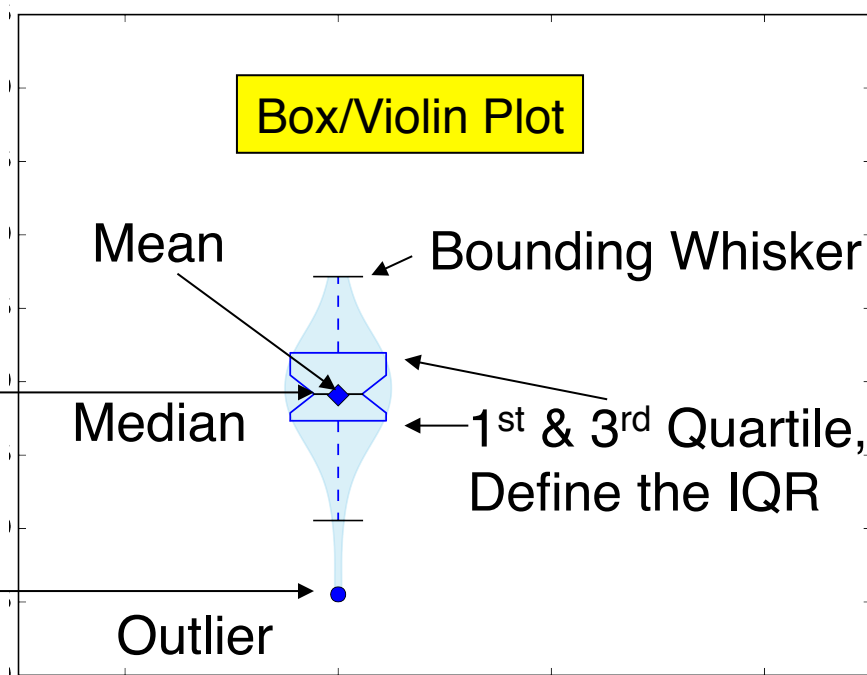 Box/Violin Plot
Mean
Bounding Whisker
Median
1st & 3rd Quartile,
Define the IQR
Outlier